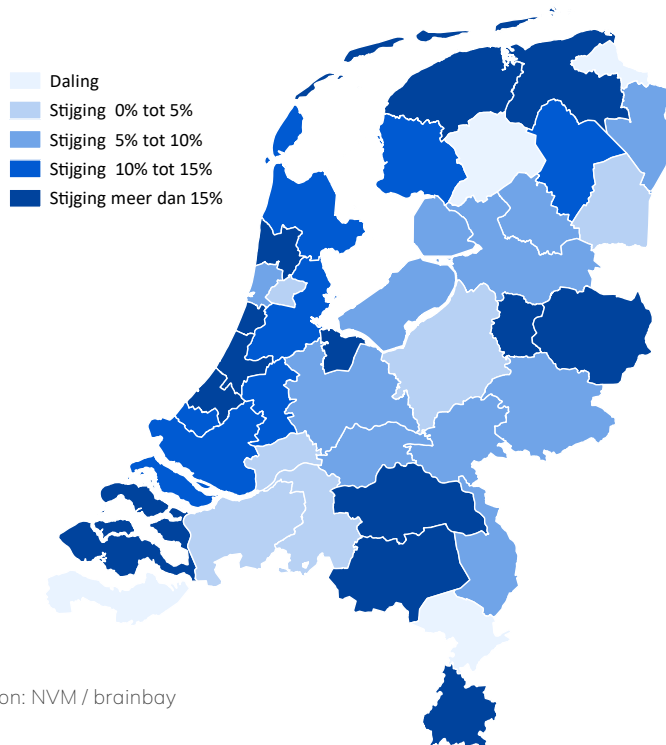 Daling
Stijging 0% tot 5%
Stijging 5% tot 10%
Stijging 10% tot 15%
Stijging meer dan 15%
on: NVM / brainbay